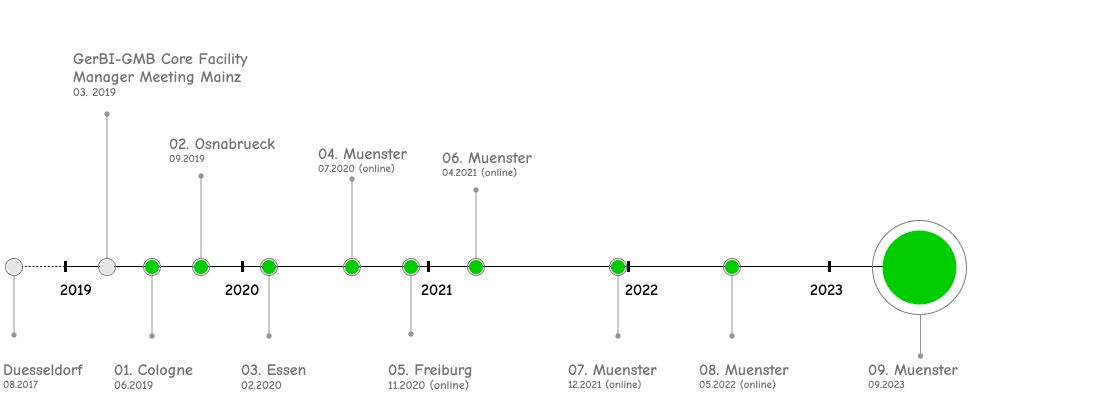 GerBI-GMB Core Facility
Manager Meeting Mainz
03. 2019
02. Osnabrueck
09.2019
04. Muenster
07.2020 (online)
06. Muenster
04.2021 (online)
2019
2020
2021
2022
2023
Duesseldorf
08.2017
01. Cologne
06.2019
03. Essen
02.2020
05. Freiburg
11.2020 (online)
07. Muenster
12.2021 (online)
08. Muenster
05.2022 (online)
09. Muenster
09.2023